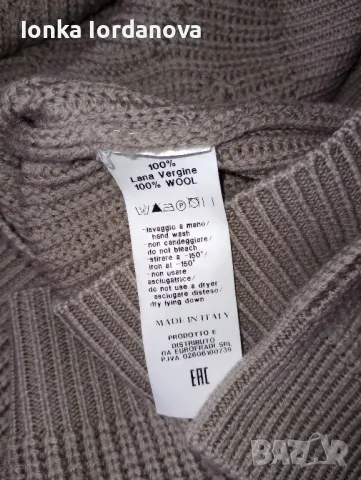 Ionka Iordanova
100%
Lana Vergine
100% WOOL
-lavaggio a mano/
hand wash
-non candeggiare/
do not bleach
-stirare a -150°/
iron at -150°
-non usare
asciugatrice/
do not use a dryer
-asciugare disteso/
dry lying down
MADE IN ITALY
PRODOTTO E
DISTRIBUITO
DA EUROFRADI SRL
P.IVA 02606100739
EAC
BAZAR